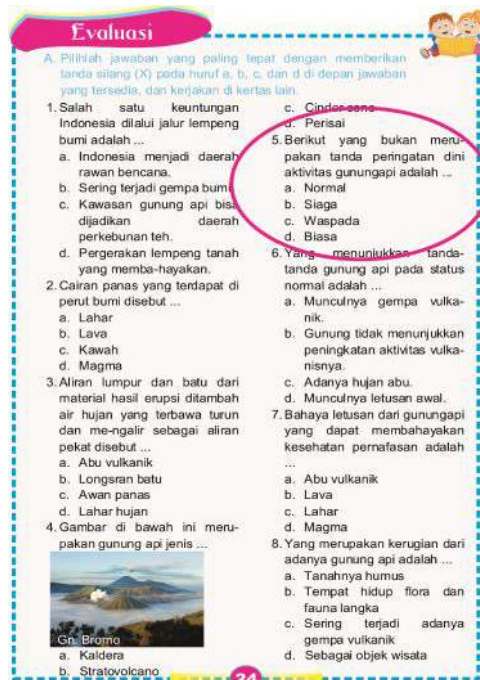 Evaluasi
A. Pilihlah jawaban yang paling tepat dengan memberikan
tanda silang (X) pada huruf a, b, c, dan d di depan jawaban
yang tersedia, dan kerjakan di kertas lain.
1. Salah satu keuntungan
Indonesia dilalui jalur lempeng
bumi adalah ...
a. Indonesia menjadi daerah
rawan bencana.
b. Sering terjadi gempa bumi
c. Kawasan gunung api bisa
dijadikan daerah
perkebunan teh.
d. Pergerakan lempeng tanah
yang memba-hayakan.
2. Cairan panas yang terdapat di
perut bumi disebut ...
a. Lahar
b. Lava
c. Kawah
d. Magma
3. Aliran lumpur dan batu dari
material hasil erupsi ditambah
air hujan yang terbawa turun
dan me-ngalir sebagai aliran
pekat disebut ...
a. Abu vulkanik
b. Longsran batu
c. Awan panas
d. Lahar hujan
4. Gambar di bawah ini meru-
pakan gunung api jenis ...
Gn. Bromo
a. Kaldera
b. Stratovolcano
c. Cinder cone
d. Perisai
5. Berikut yang bukan meru-
pakan tanda peringatan dini
aktivitas gunungapi adalah ...
a. Normal
b. Siaga
c. Waspada
d. Biasa
6. Yang menunjukkan tanda-
tanda gunung api pada status
normal adalah ...
a. Munculnya gempa vulka-
nik.
b. Gunung tidak menunjukkan
peningkatan aktivitas vulka-
nisnya.
c. Adanya hujan abu.
d. Munculnya letusan awal.
7. Bahaya letusan dari gunungapi
yang dapat membahayakan
kesehatan pernafasan adalah
...
a. Abu vulkanik
b. Lava
c. Lahar
d. Magma
8. Yang merupakan kerugian dari
adanya gunung api adalah ...
a. Tanahnya humus
b. Tempat hidup flora dan
fauna langka
c. Sering terjadi adanya
gempa vulkanik
d. Sebagai objek wisata
24